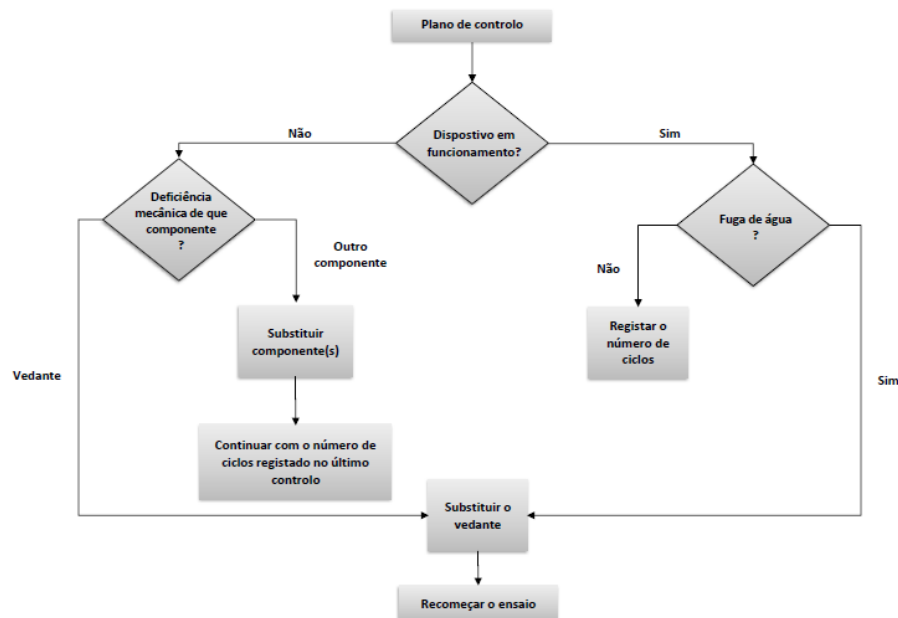 Plano de controlo
Não
Dispostivo em
funcionamento?
Sim
Deficiência
mecânica de que
componente
?
Fuga de água
?
Outro
componente
Não
Substituir
componente(s)
Registar o
número de
ciclos
Vedante
Sim
Continuar com o número de
ciclos registado no último
controlo
Substituir o
vedante
Recomeçar o ensaio